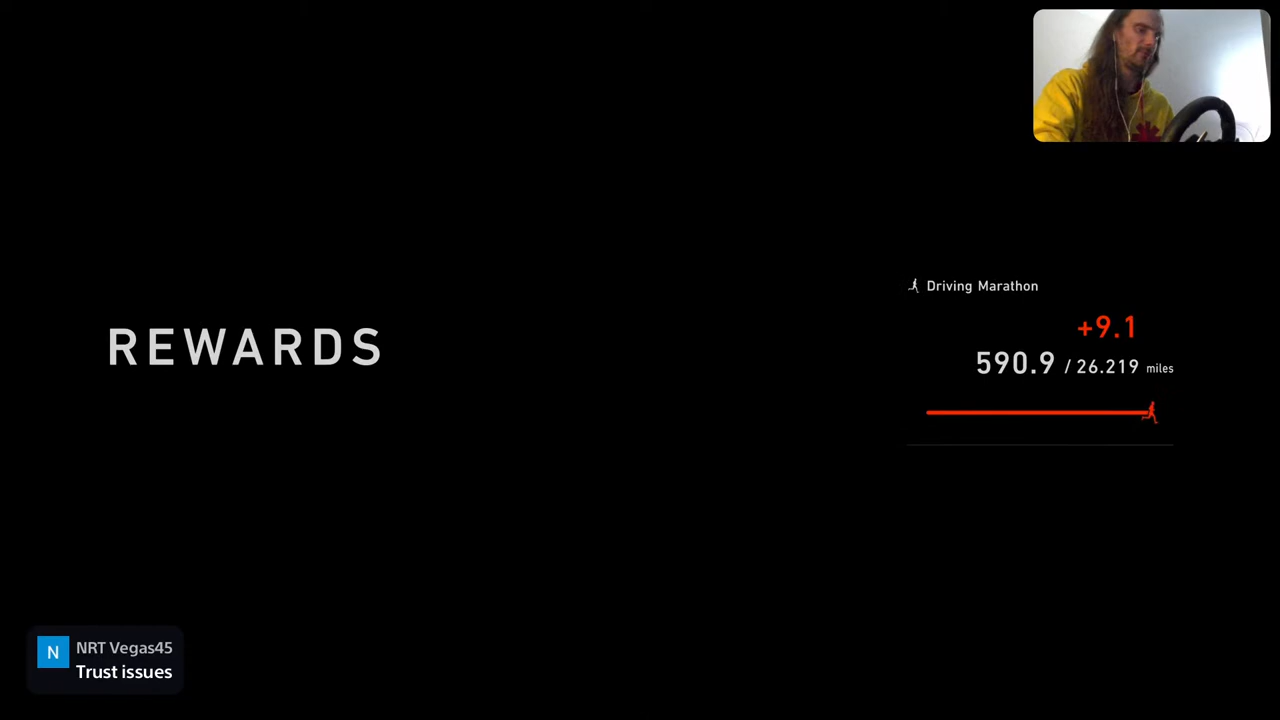 REWARDS
Driving Marathon
+9.1
590.9 / 26.219 miles
N
NRT Vegas45
Trust issues